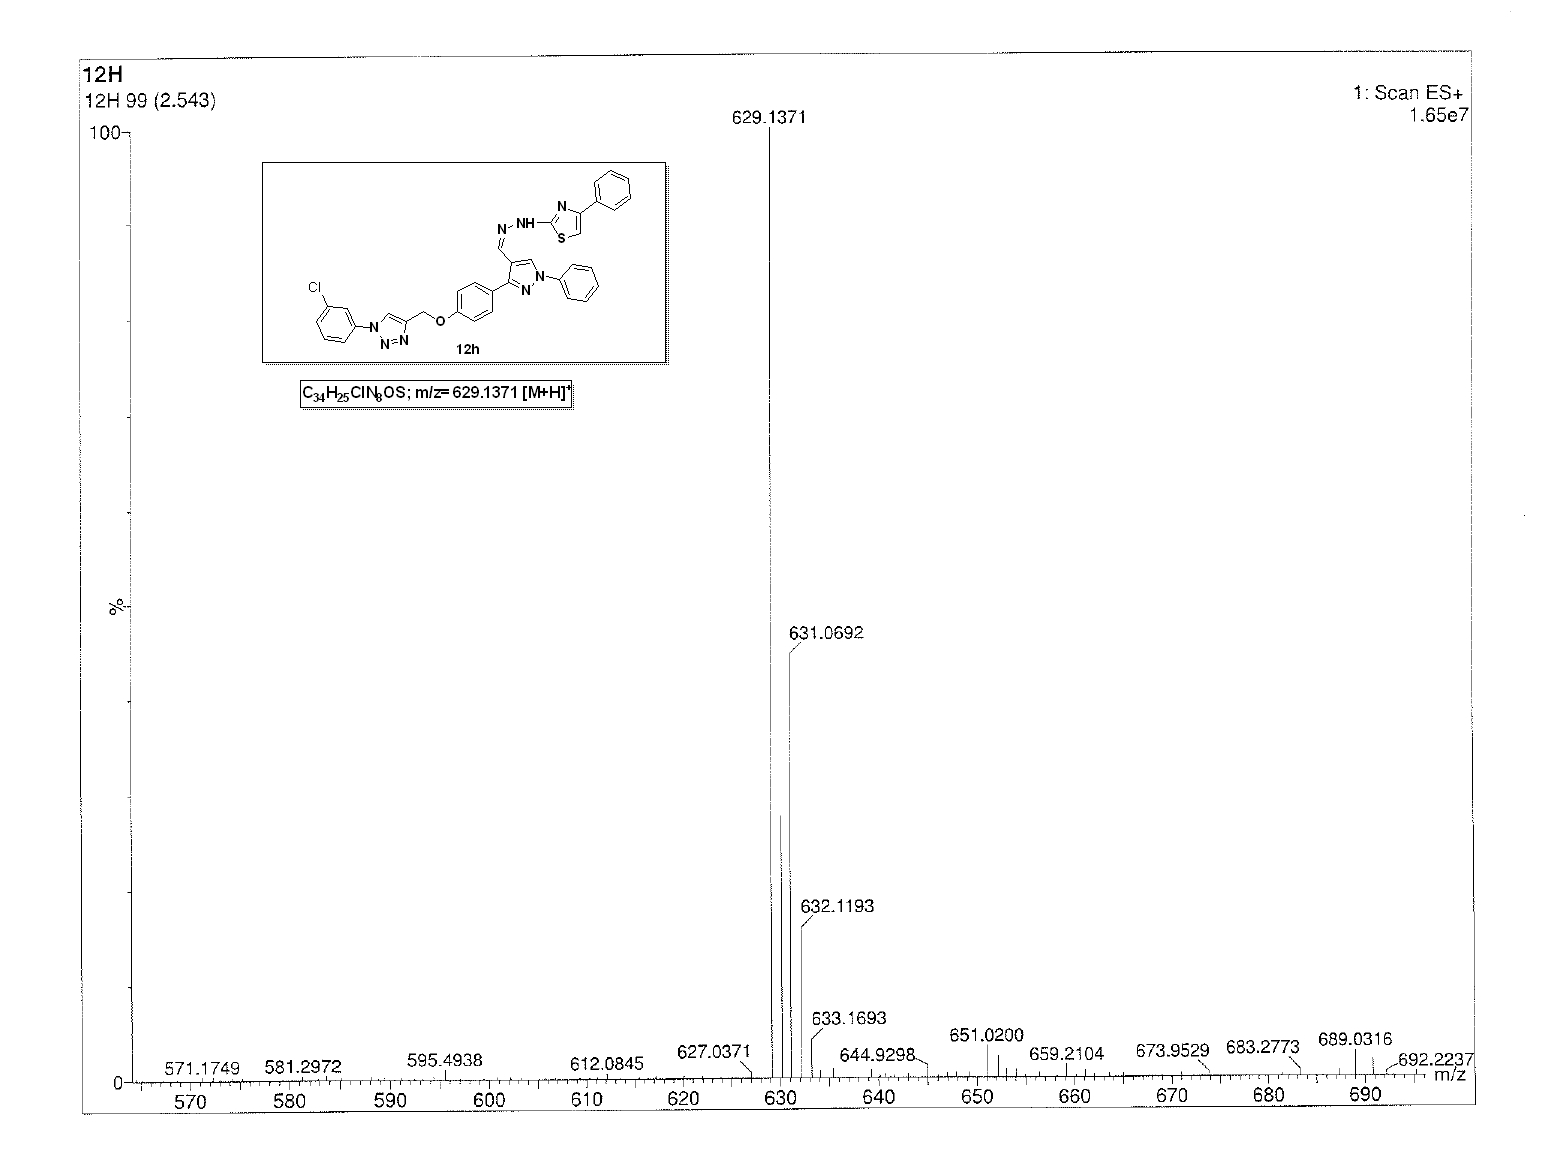 12H
12H 99 (2.543)
1: Scan ES+
1.65e7
629.1371
100
N
N
NH
S
N
N
Cl
N
O
N
N
12h
C34H25ClN8OS; m/z= 629.1371 [M+H]+
%
631.0692
632.1193
633.1693
571.1749
581.2972
595.4938
612.0845
627.0371
644.9298
651.0200
659.2104
673.9529
683.2773
689.0316
692.2237
0
m/z
570 580 590 600 610 620 630 640 650 660 670 680 690